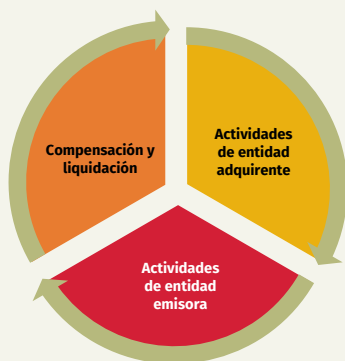 Compensación y
liquidación
Actividades
de entidad
adquirente
Actividades
de entidad
emisora